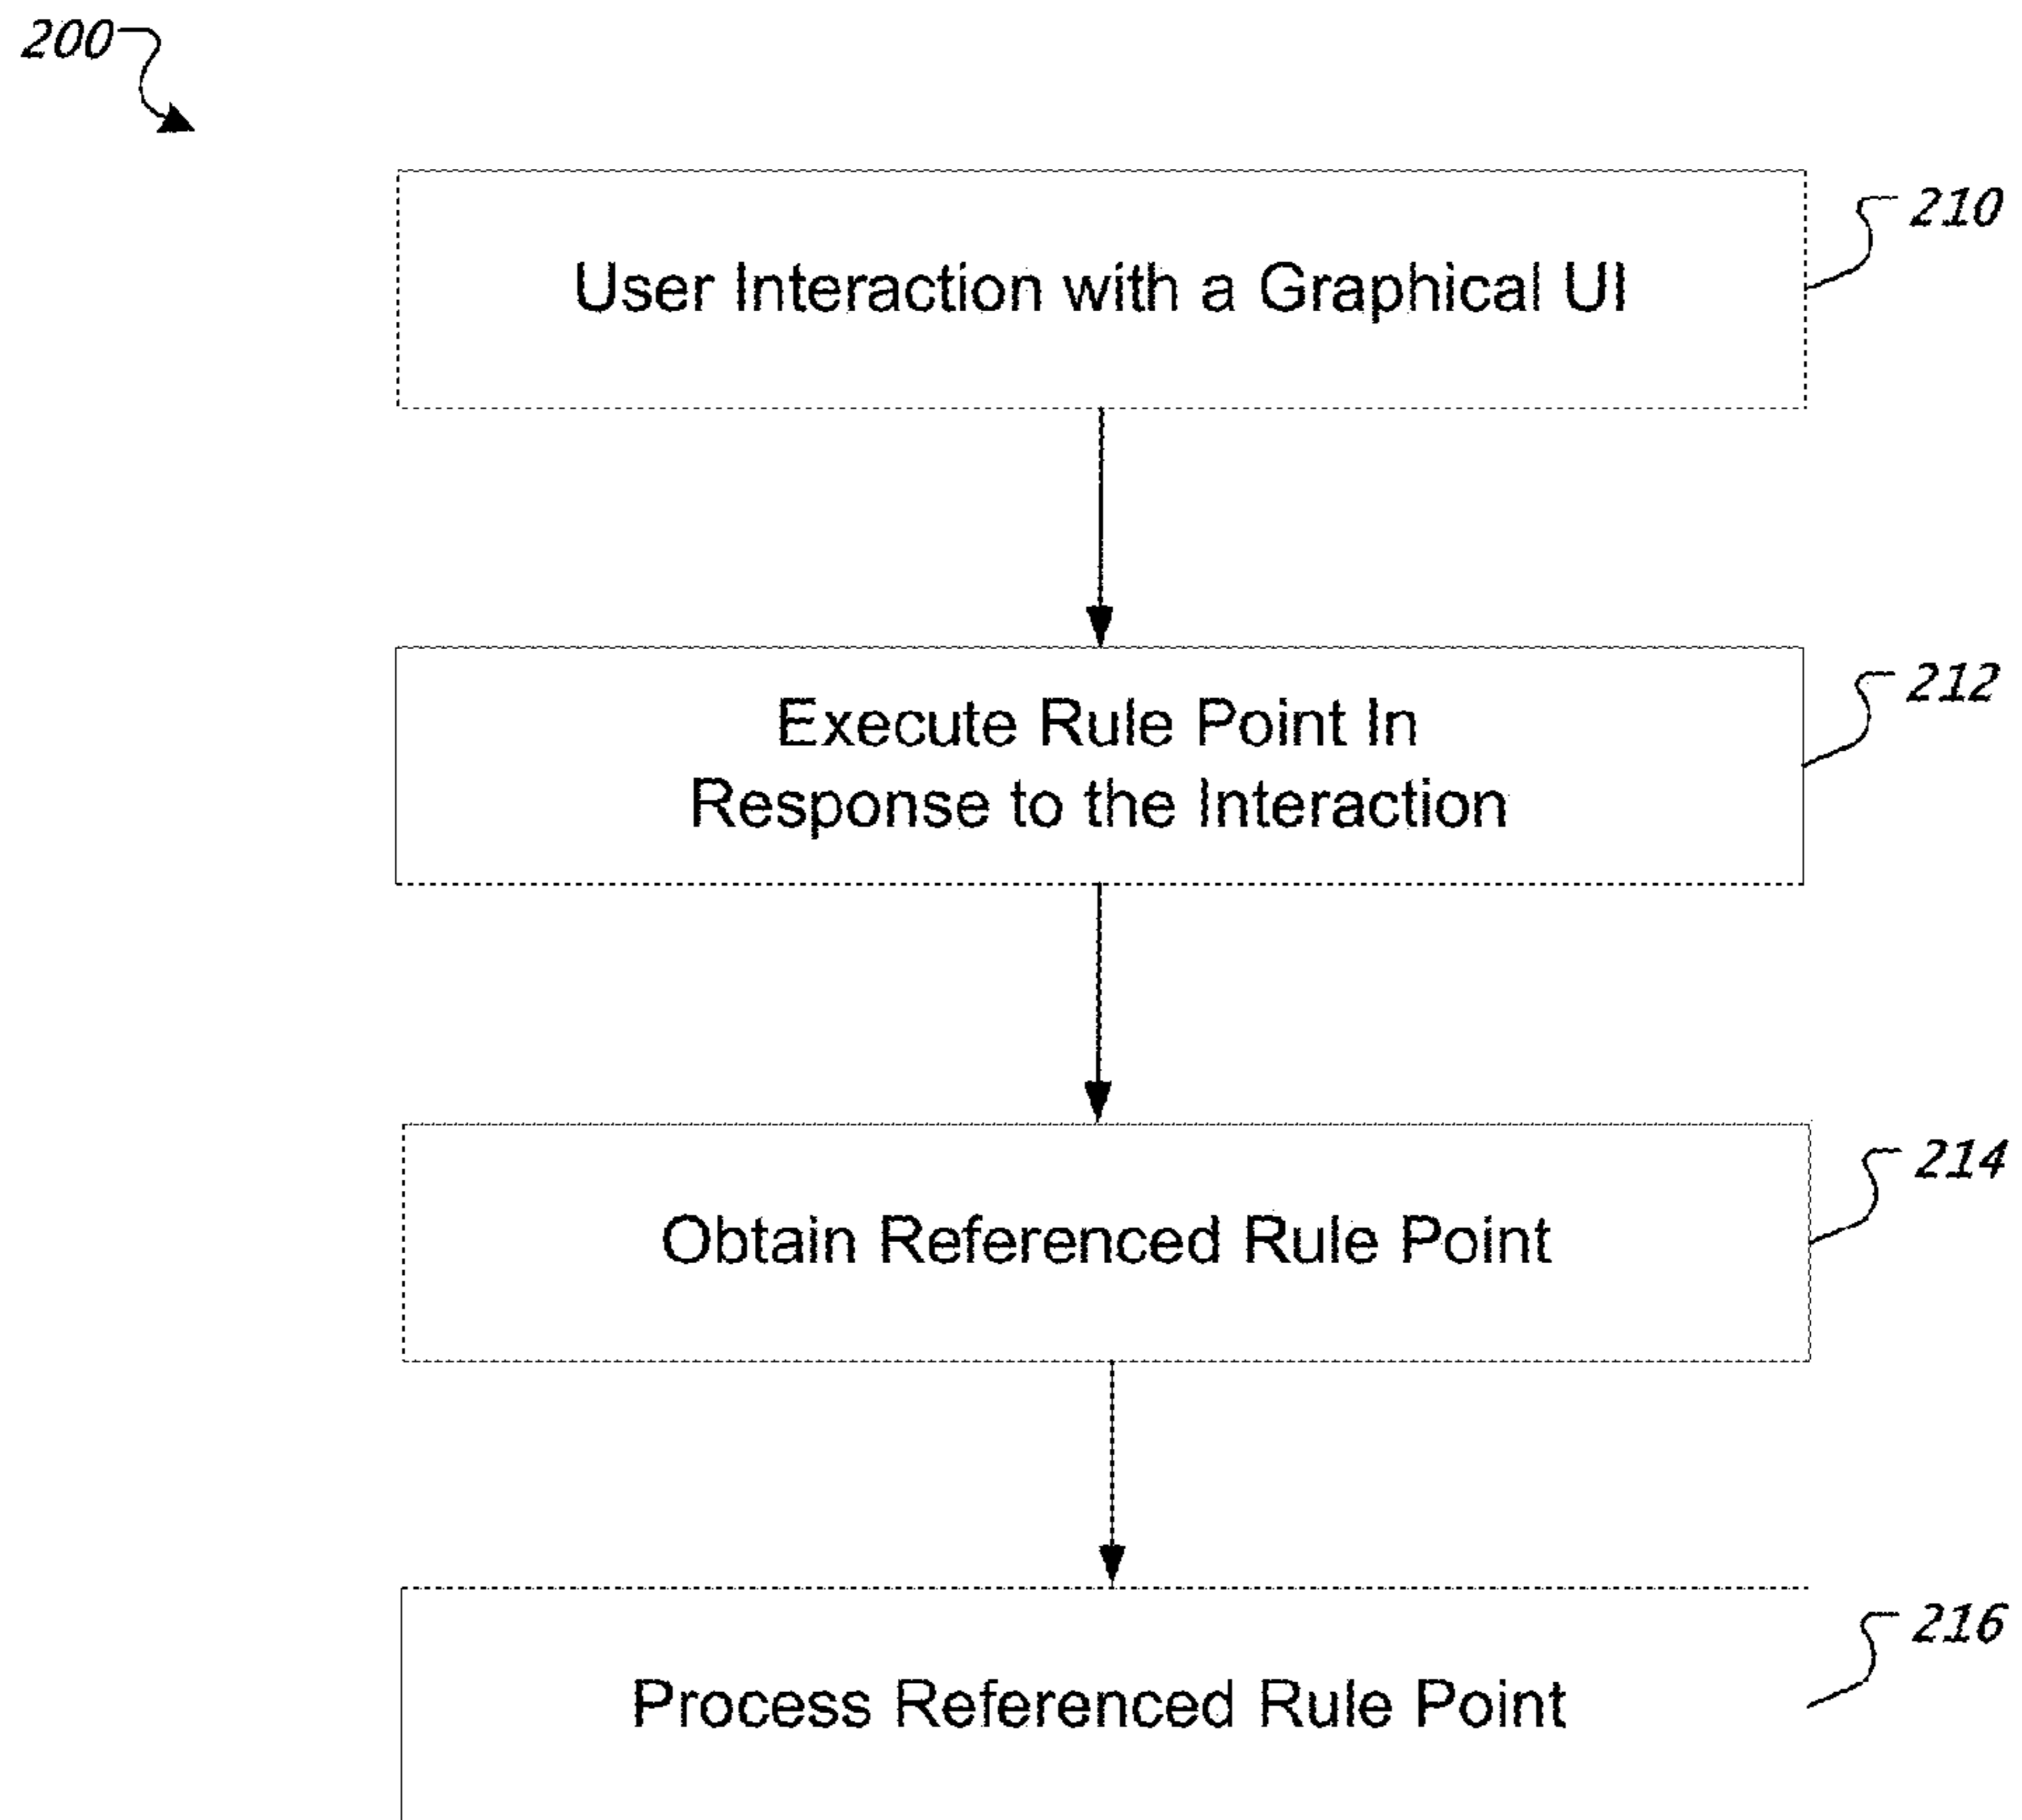 200
User Interaction with a Graphical UI
210
Execute Rule Point In
Response to the Interaction
212
Obtain Referenced Rule Point
214
Process Referenced Rule Point
216